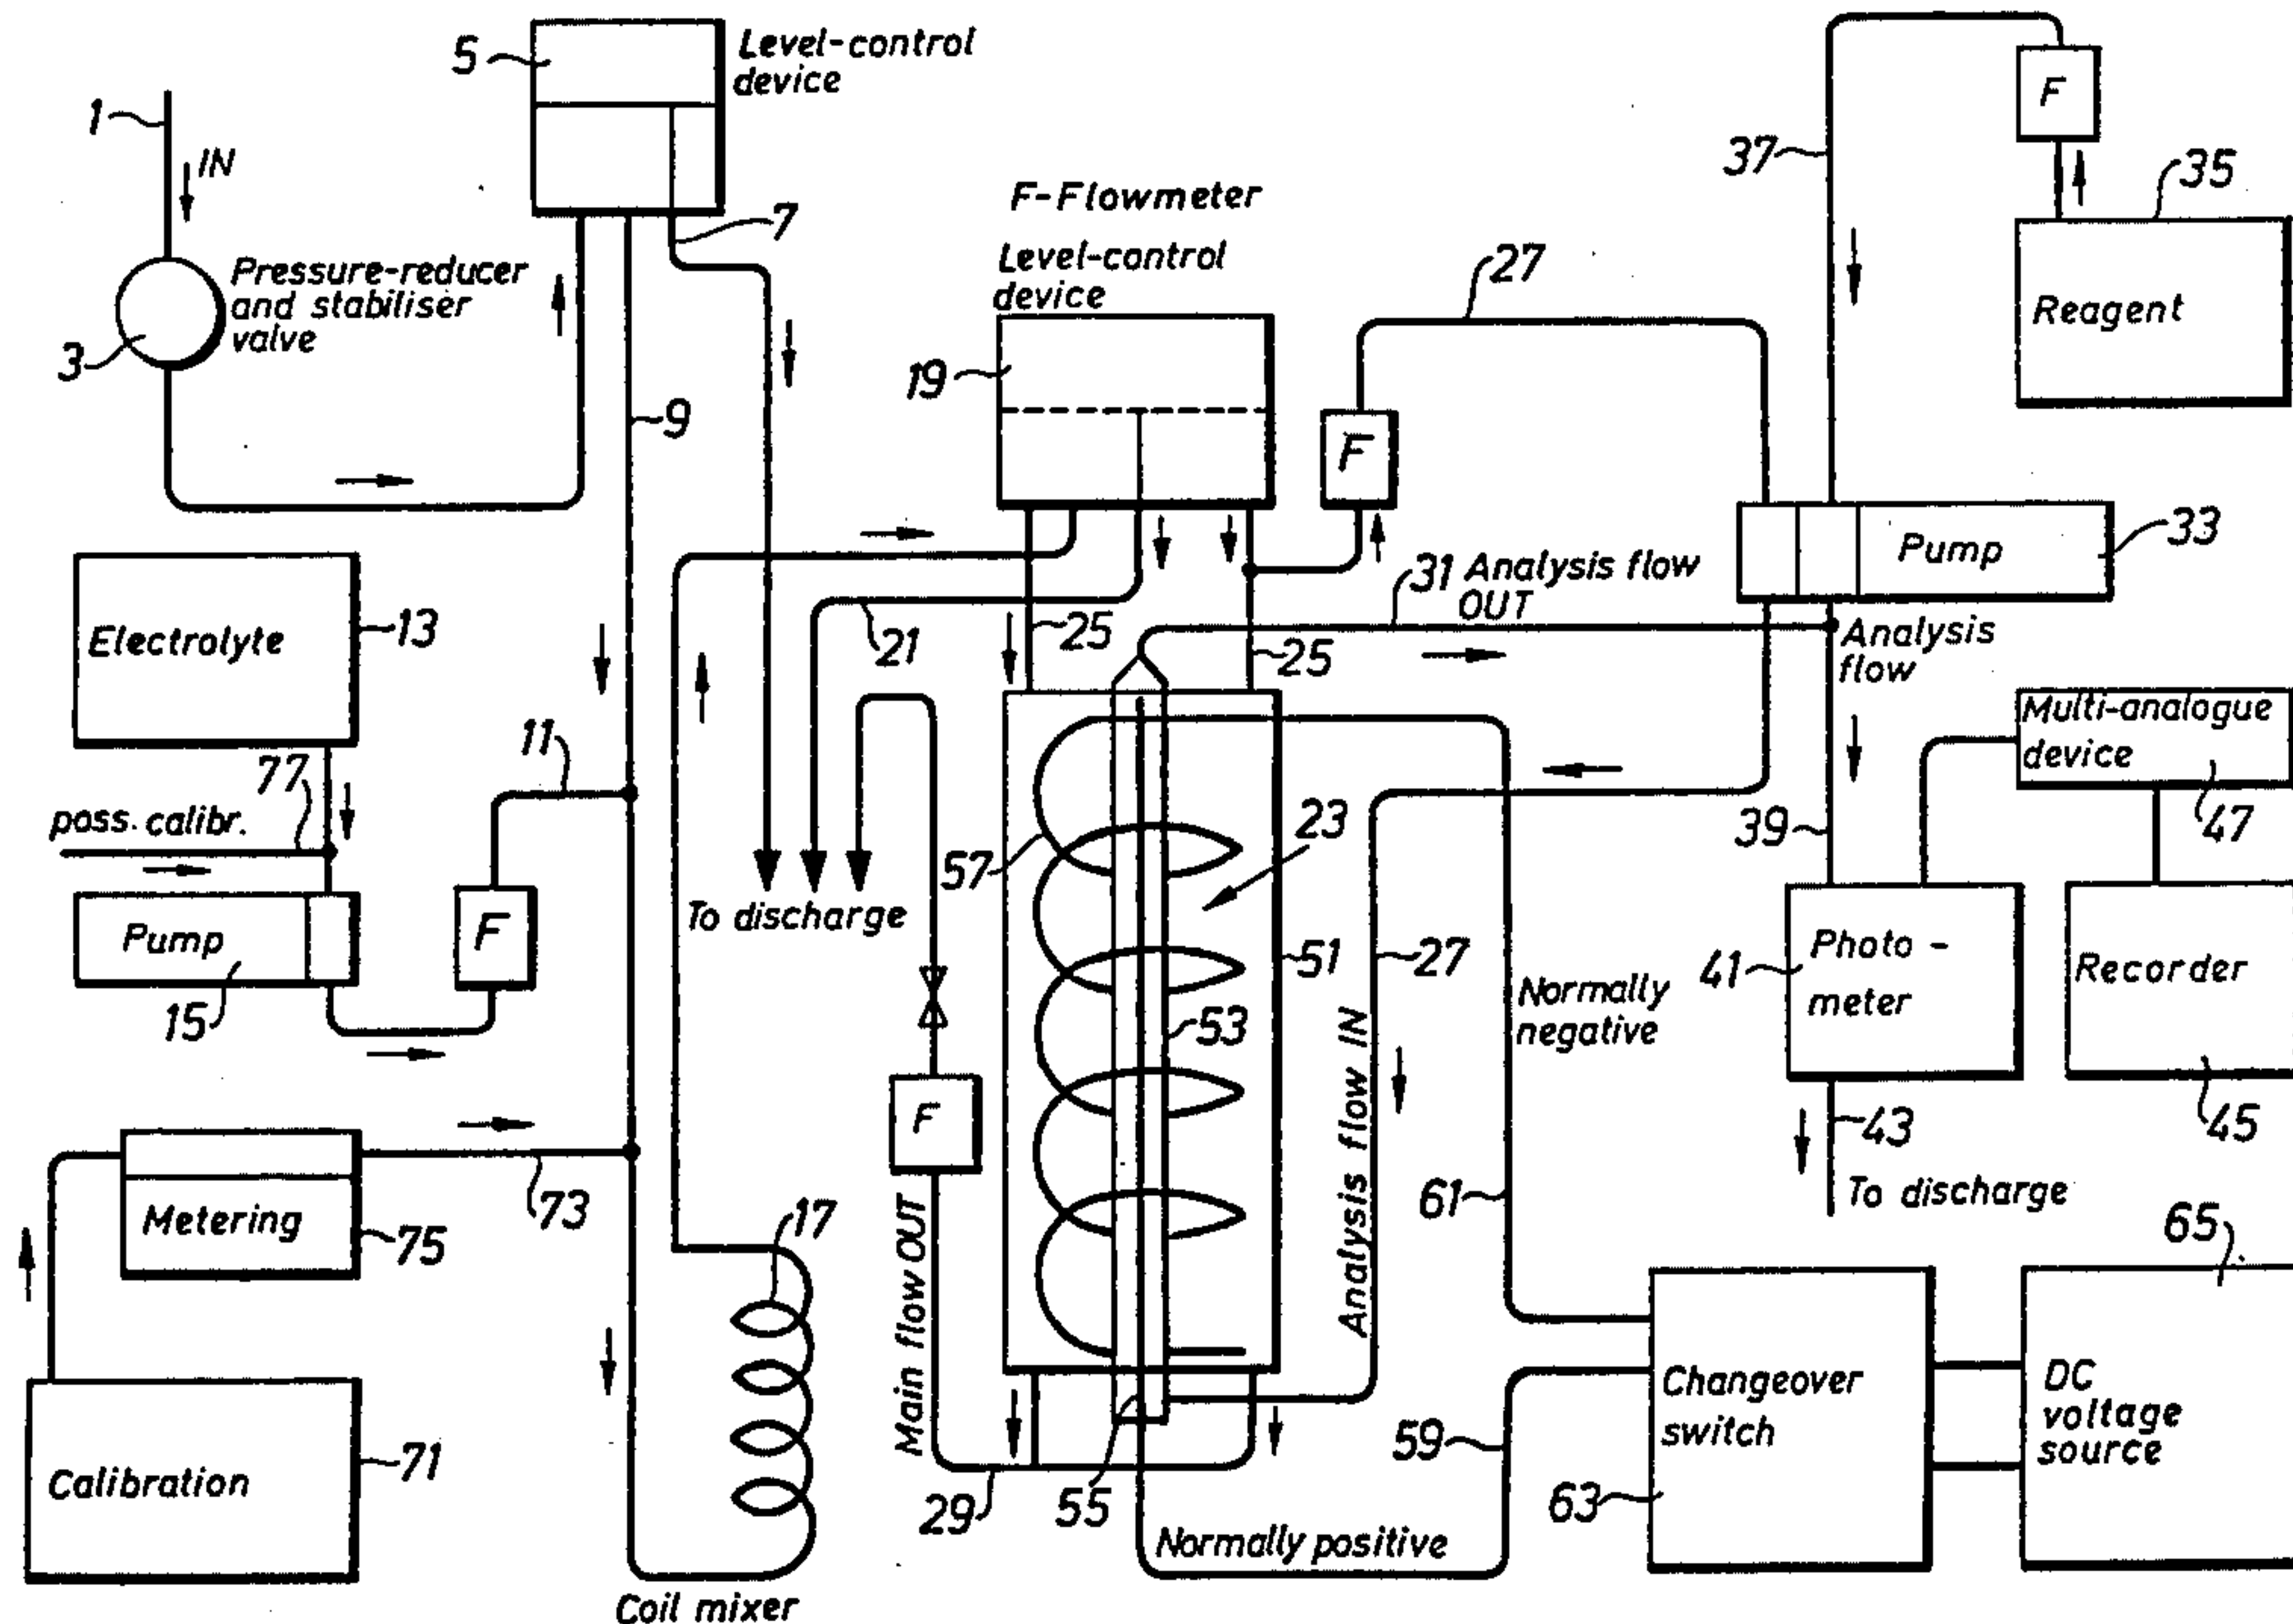 5
Level-control
device
1
IN
3
Pressure-reducer
and stabiliser
valve
7
9
F-Flowmeter
Level-control
device
19
27
F
37
F
35
Reagent
Pump
33
Electrolyte
13
77
poss. calibr.
Pump
15
11
F
21
25
25
31 Analysis flow
OUT
Analysis
flow
Multi-analogue
device
47
39
57
23
To discharge
51
27
53
Normally
negative
41
Photo-
meter
Recorder
45
43
To discharge
F
Main flow OUT
Analysis flow IN
61
Metering
75
73
17
Calibration
71
Coil mixer
29
55
Normally positive
59
Changeover
switch
63
65
DC
voltage
source